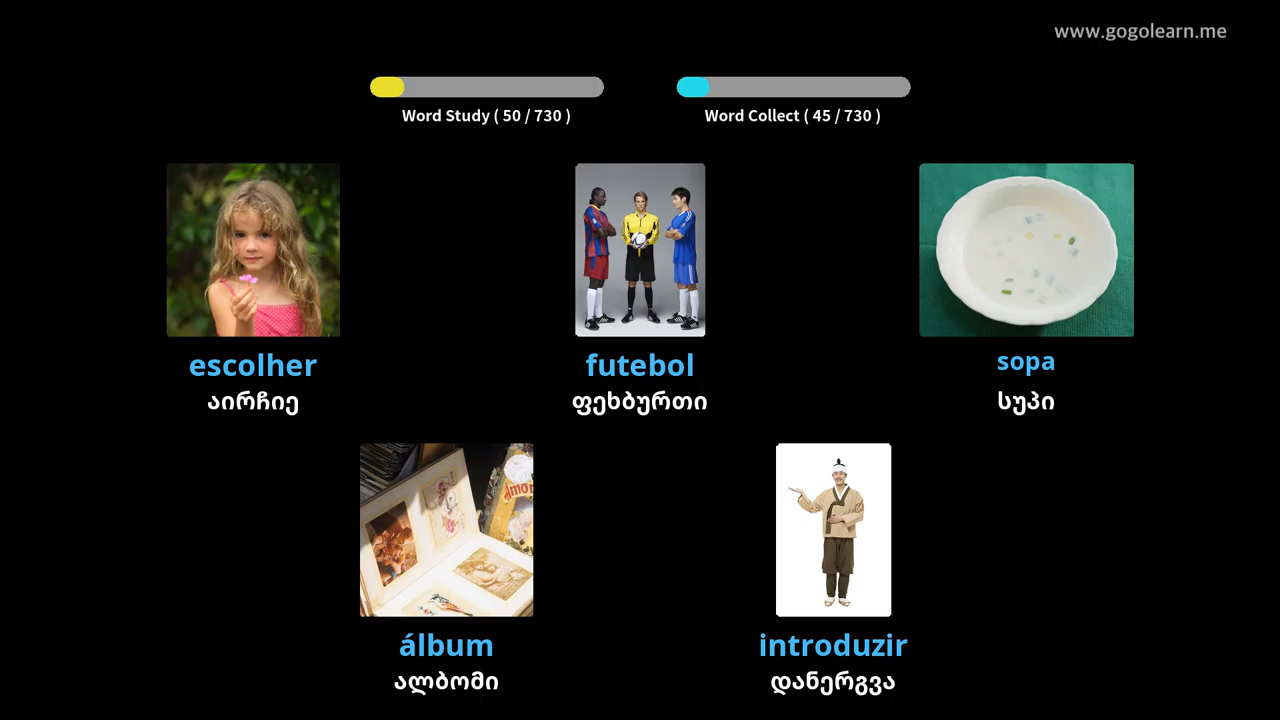 www.gogolearn.me
Word Study ( 50 / 730 )
Word Collect ( 45 / 730 )
escolher
აირჩიე
futebol
ფეხბურთი
sopa
სუპი
álbum
ალბომი
introduzir
დანერგვა